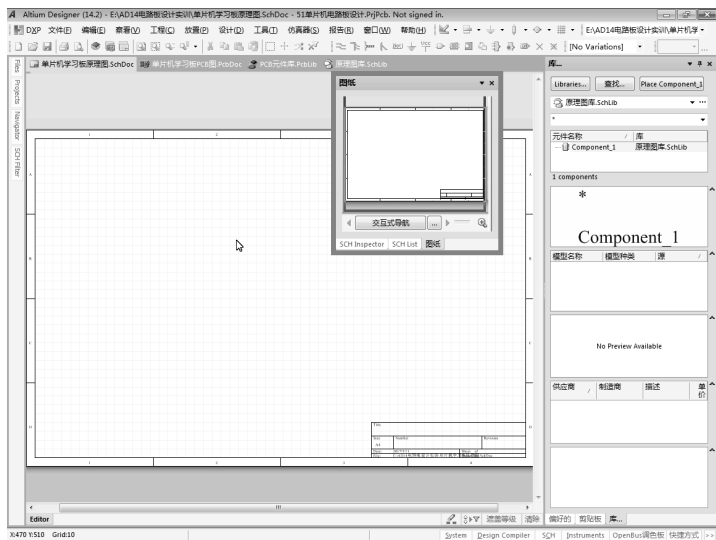 Altium Designer (14.2) - E:\AD14电路板设计实训\单片机学习板原理图.SchDoc - 51单片机电路板设计.PrjPcb. Not signed in.
DXP 文件(F) 编辑(E) 察看(V) 工程(C) 放置(P) 设计(D) 工具(T) 仿真器(S) 报告(R) 窗口(W) 帮助(H) E:\AD14电路板设计实训\单片机学
[No Variations]
Files
Projects
Navigator
SCH Filter
单片机学习板原理图.SchDoc 单片机学习板PCB图.PcbDoc PCB元件库.PcbLib 原理图库.SchLib
图纸
交互式导航 ...
SCH Inspector SCH List 图纸
库...
Libraries... 查找... Place Component_1
原理图库.SchLib
*
元件名称 / 库
Component_1 原理图库.SchLib
1 components
*
Component_1
模型名称 模型种类 源 /
No Preview Available
供应商 / 制造商 描述 单价
Title
Size Number Revision
A4
Editor 遮盖等级 清除 偏好的 剪贴板 库...
X:470 Y:510 Grid:10 System Design Compiler SCH Instruments OpenBus调色板 快捷方式 >>